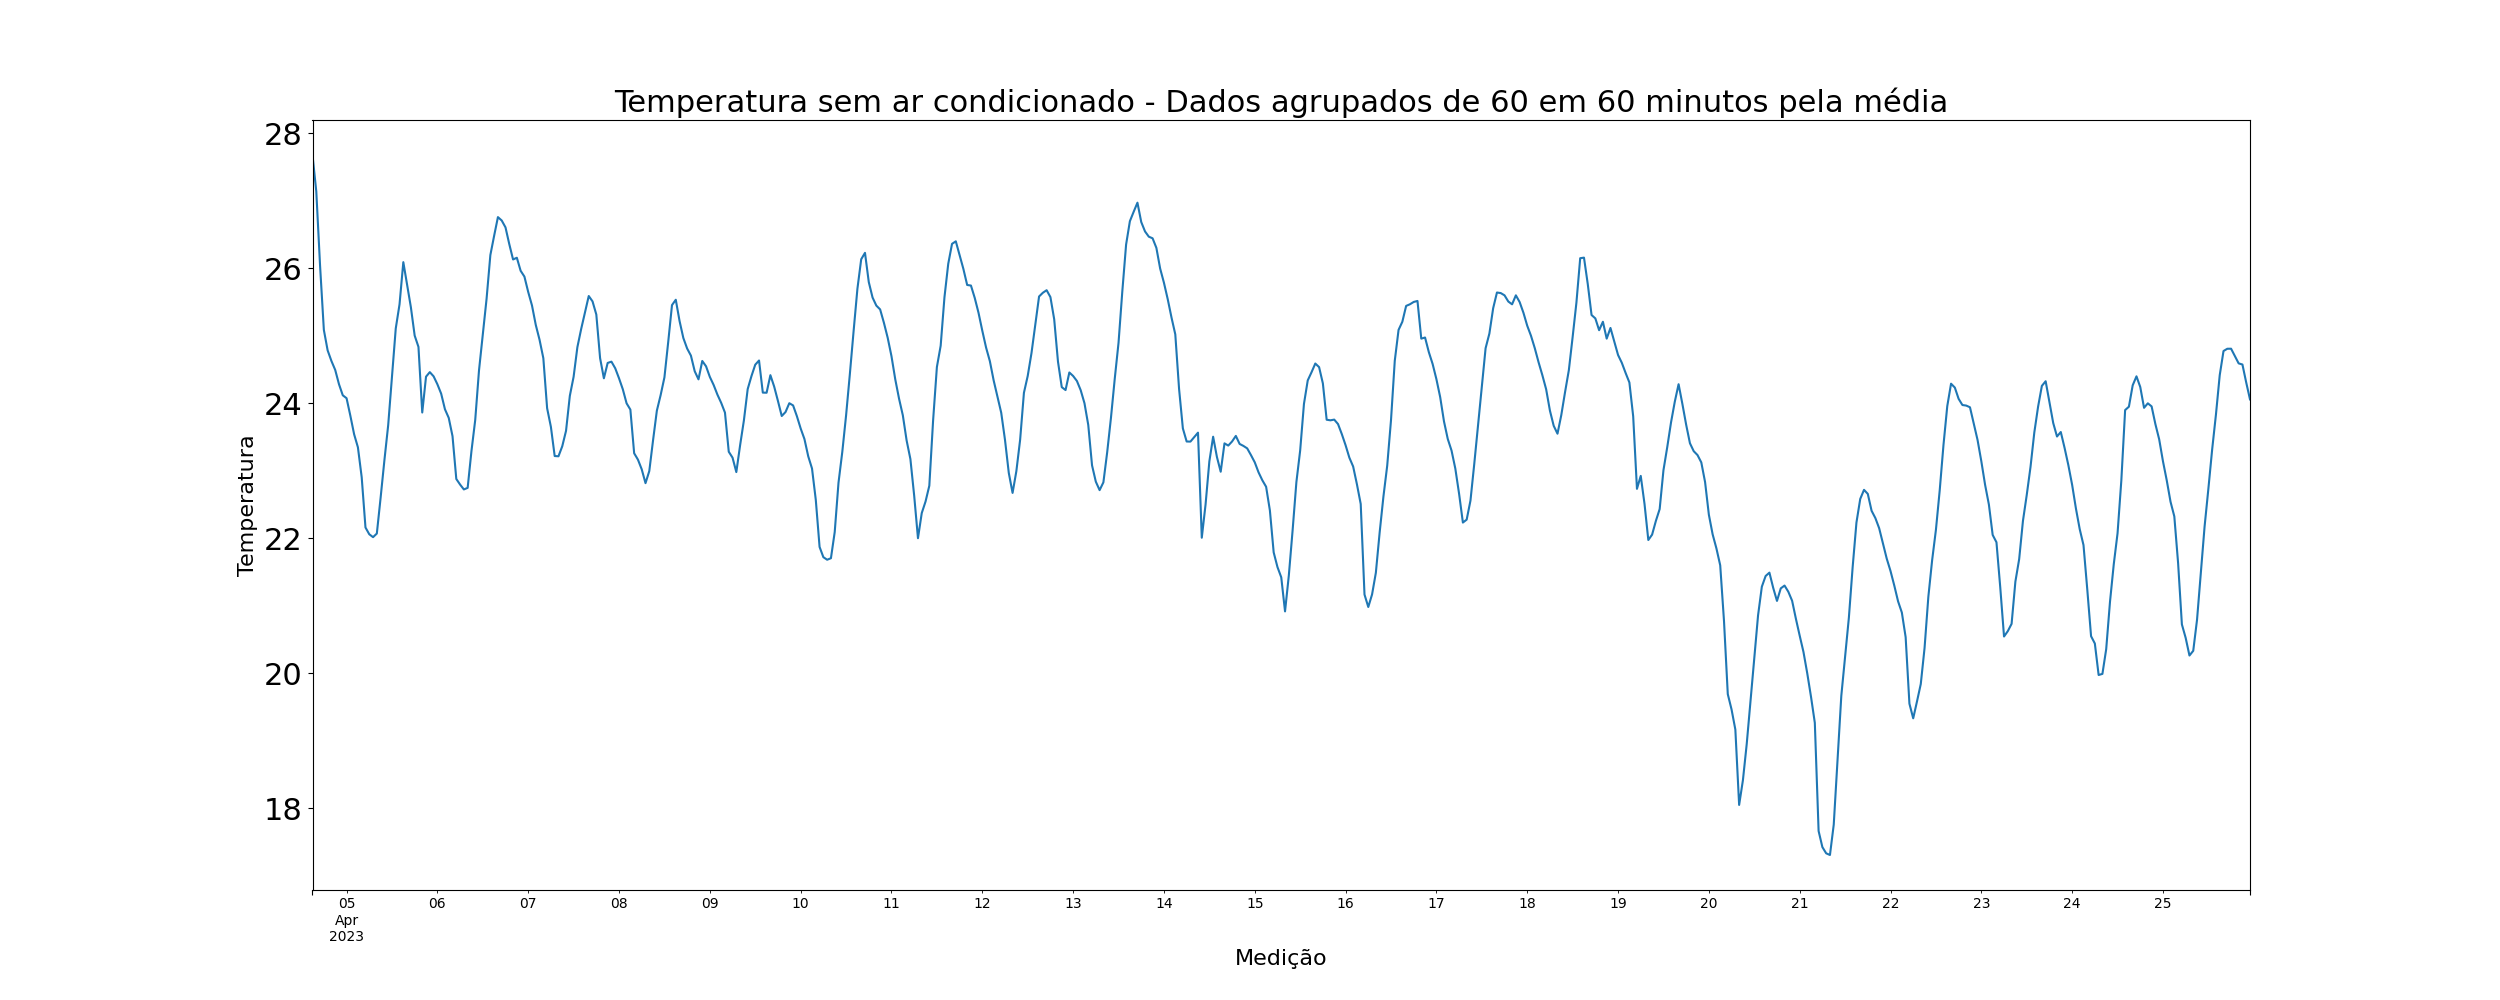 Temperatura sem ar condicionado - Dados agrupados de 60 em 60 minutos pela média
28
26
24
22
20
18
Temperatura
05 06 07 08 09 10 11 12 13 14 15 16 17 18 19 20 21 22 23 24 25
Apr
2023
Medição